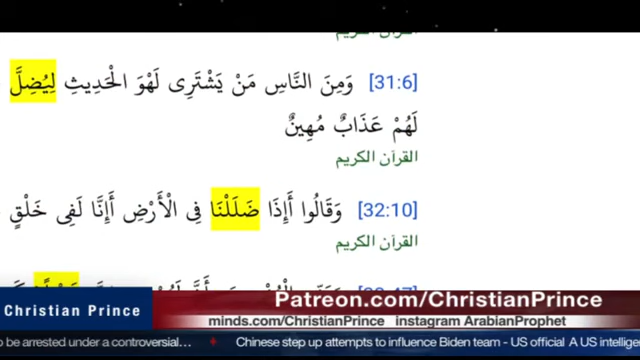 القرآن الكريم
[31:6] وَمِنَ النَّاسِ مَنْ يَشْتَرِى لَهْوَ الْحَدِيثِ لِيُضِلَّ
لَهُمْ عَذَابٌ مُهِينٌ
القرآن الكريم
[32:10] وَقَالُوا أَإِذَا ضَلَلْنَا فِى الْأَرْضِ أَإِنَّا لَفِى خَلْقٍ
القرآن الكريم
Christian Prince
Patreon.com/ChristianPrince
minds.com/ChristianPrince instagram ArabianProphet
to be arrested under a controversial... Chinese step up attempts to influence Biden team - US official A US intellige